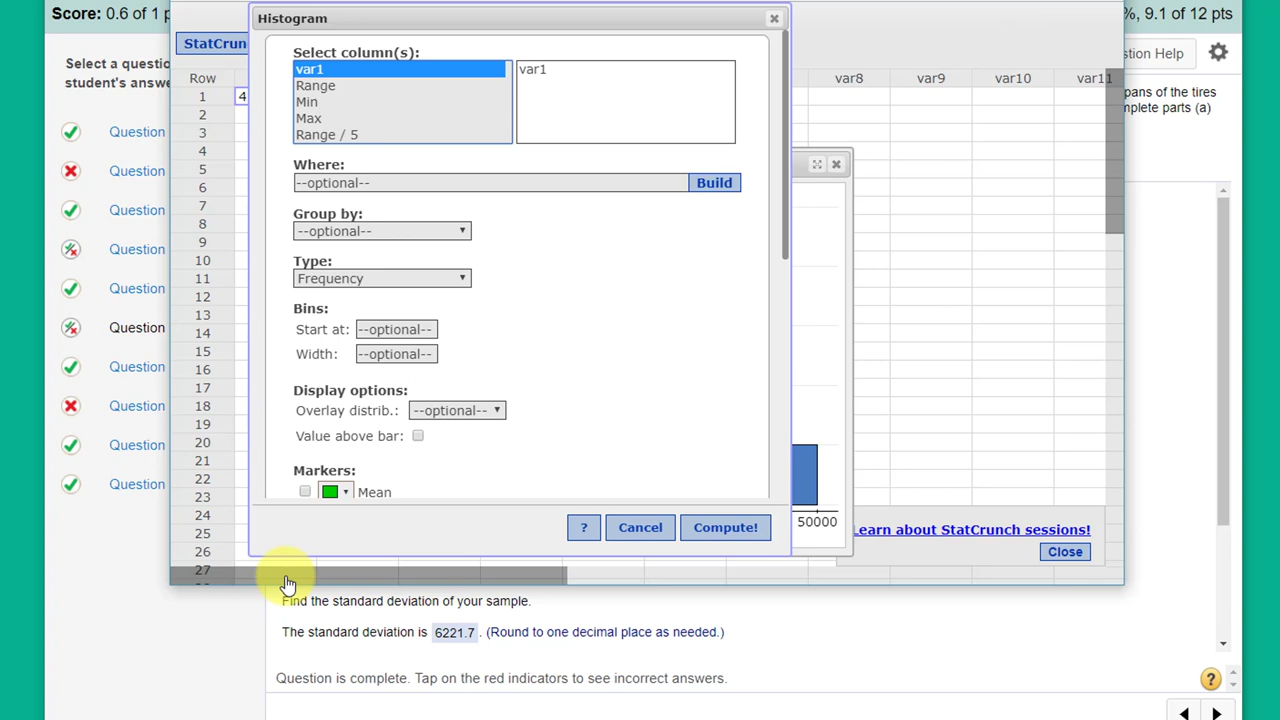 Score: 0.6 of 1 p
%, 9.1 of 12 pts
Histogram
StatCrun
stion Help
Select a questio
student's answe
pans of the tires
mplete parts (a)
Question
Question
Question
Question
Question
Question
Question
Question
Question
Question
Row
var8
var9
var10
var11
1
4
2
3
4
5
6
7
8
9
10
11
12
13
14
15
16
17
18
19
20
21
22
23
24
25
26
27
Select column(s):
var1
Range
Min
Max
Range / 5
var1
Where:
--optional--
Build
Group by:
--optional--
Type:
Frequency
Bins:
Start at: --optional--
Width: --optional--
Display options:
Overlay distrib.: --optional--
Value above bar:
Markers:
Mean
?
Cancel
Compute!
50000
Learn about StatCrunch sessions!
Close
Find the standard deviation of your sample.
The standard deviation is 6221.7 . (Round to one decimal place as needed.)
Question is complete. Tap on the red indicators to see incorrect answers.
?